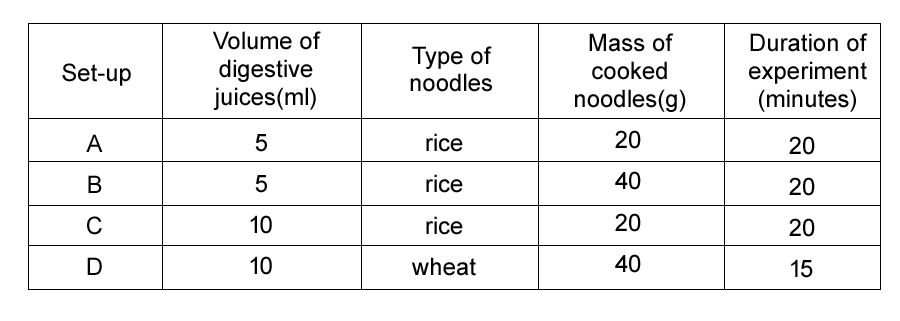 Set-up
Volume of
digestive
juices(ml)
Type of
noodles
Mass of
cooked
noodles(g)
Duration of
experiment
(minutes)
A 5 rice 20 20
B 5 rice 40 20
C 10 rice 20 20
D 10 wheat 40 15